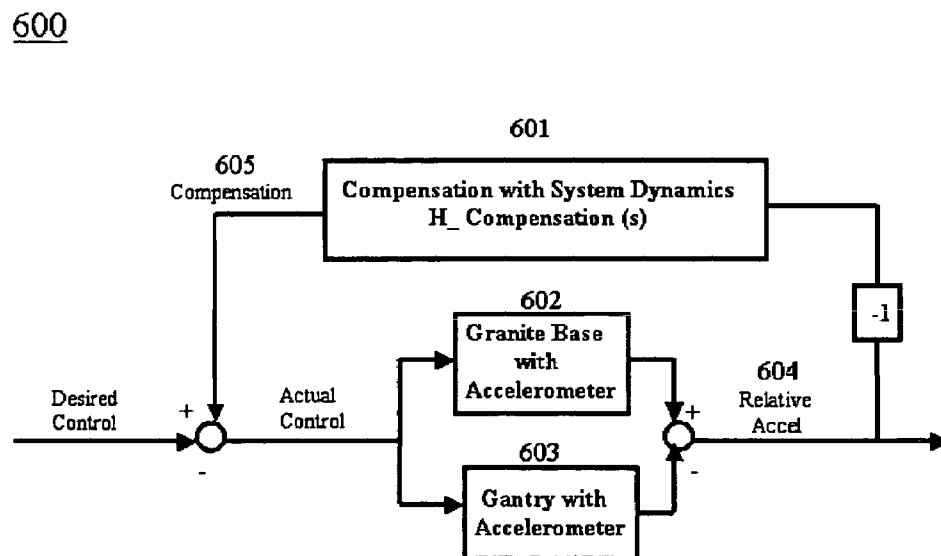 600
601
605
Compensation
Compensation with System Dynamics
H_ Compensation (s)
-1
602
Granite Base
with
Accelerometer
604
Relative
Accel
Desired
Control
+
-
Actual
Control
+
-
603
Gantry with
Accelerometer